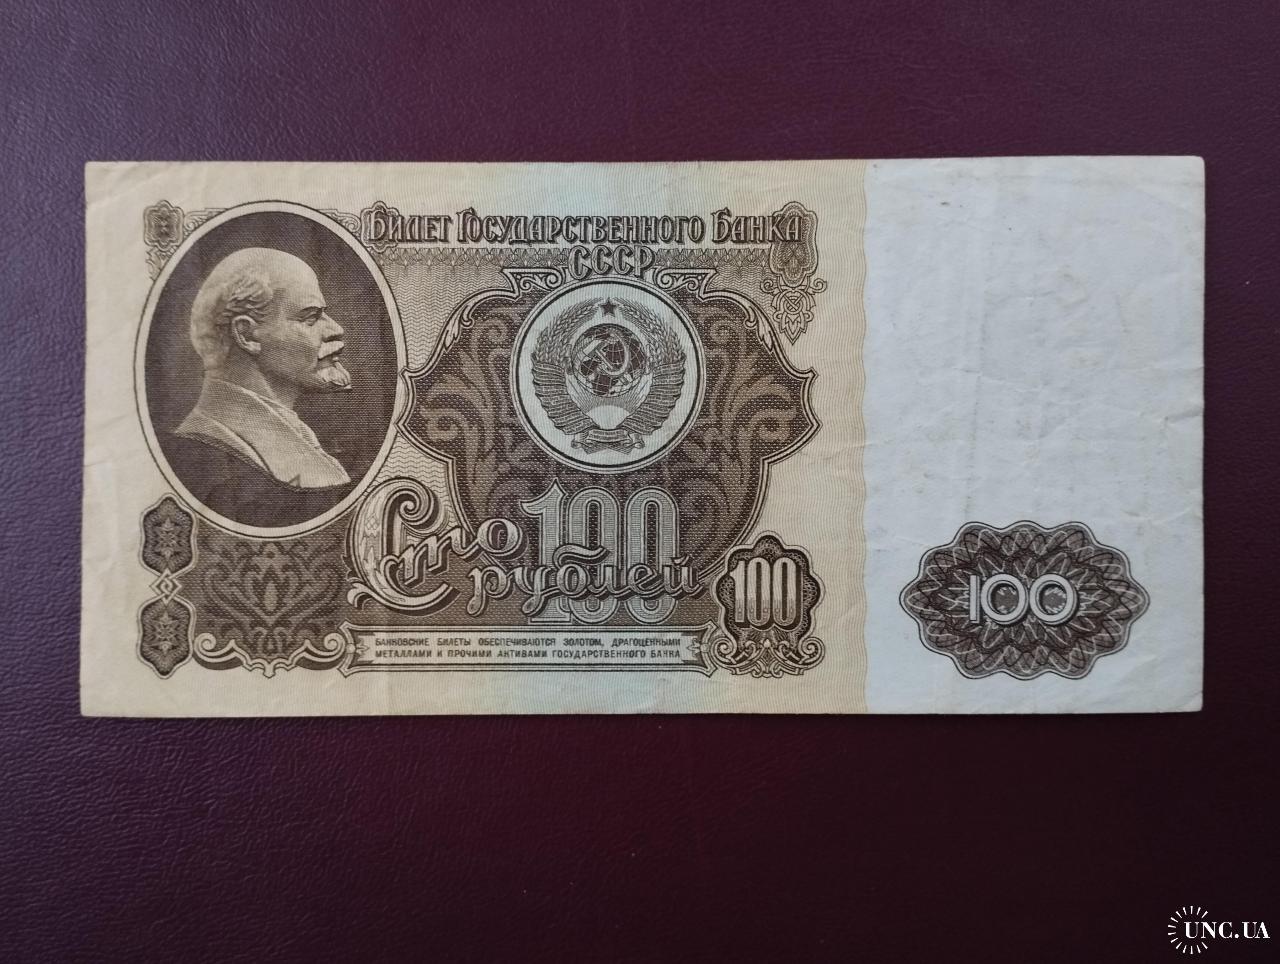 Билет Государственного Банка
СССР
100
Сто
рублей
100
100
БАНКОВСКИЕ БИЛЕТЫ ОБЕСПЕЧИВАЮТСЯ ЗОЛОТОМ, ДРАГОЦЕННЫМИ
МЕТАЛЛАМИ И ПРОЧИМИ АКТИВАМИ ГОСУДАРСТВЕННОГО БАНКА
UNC.UA